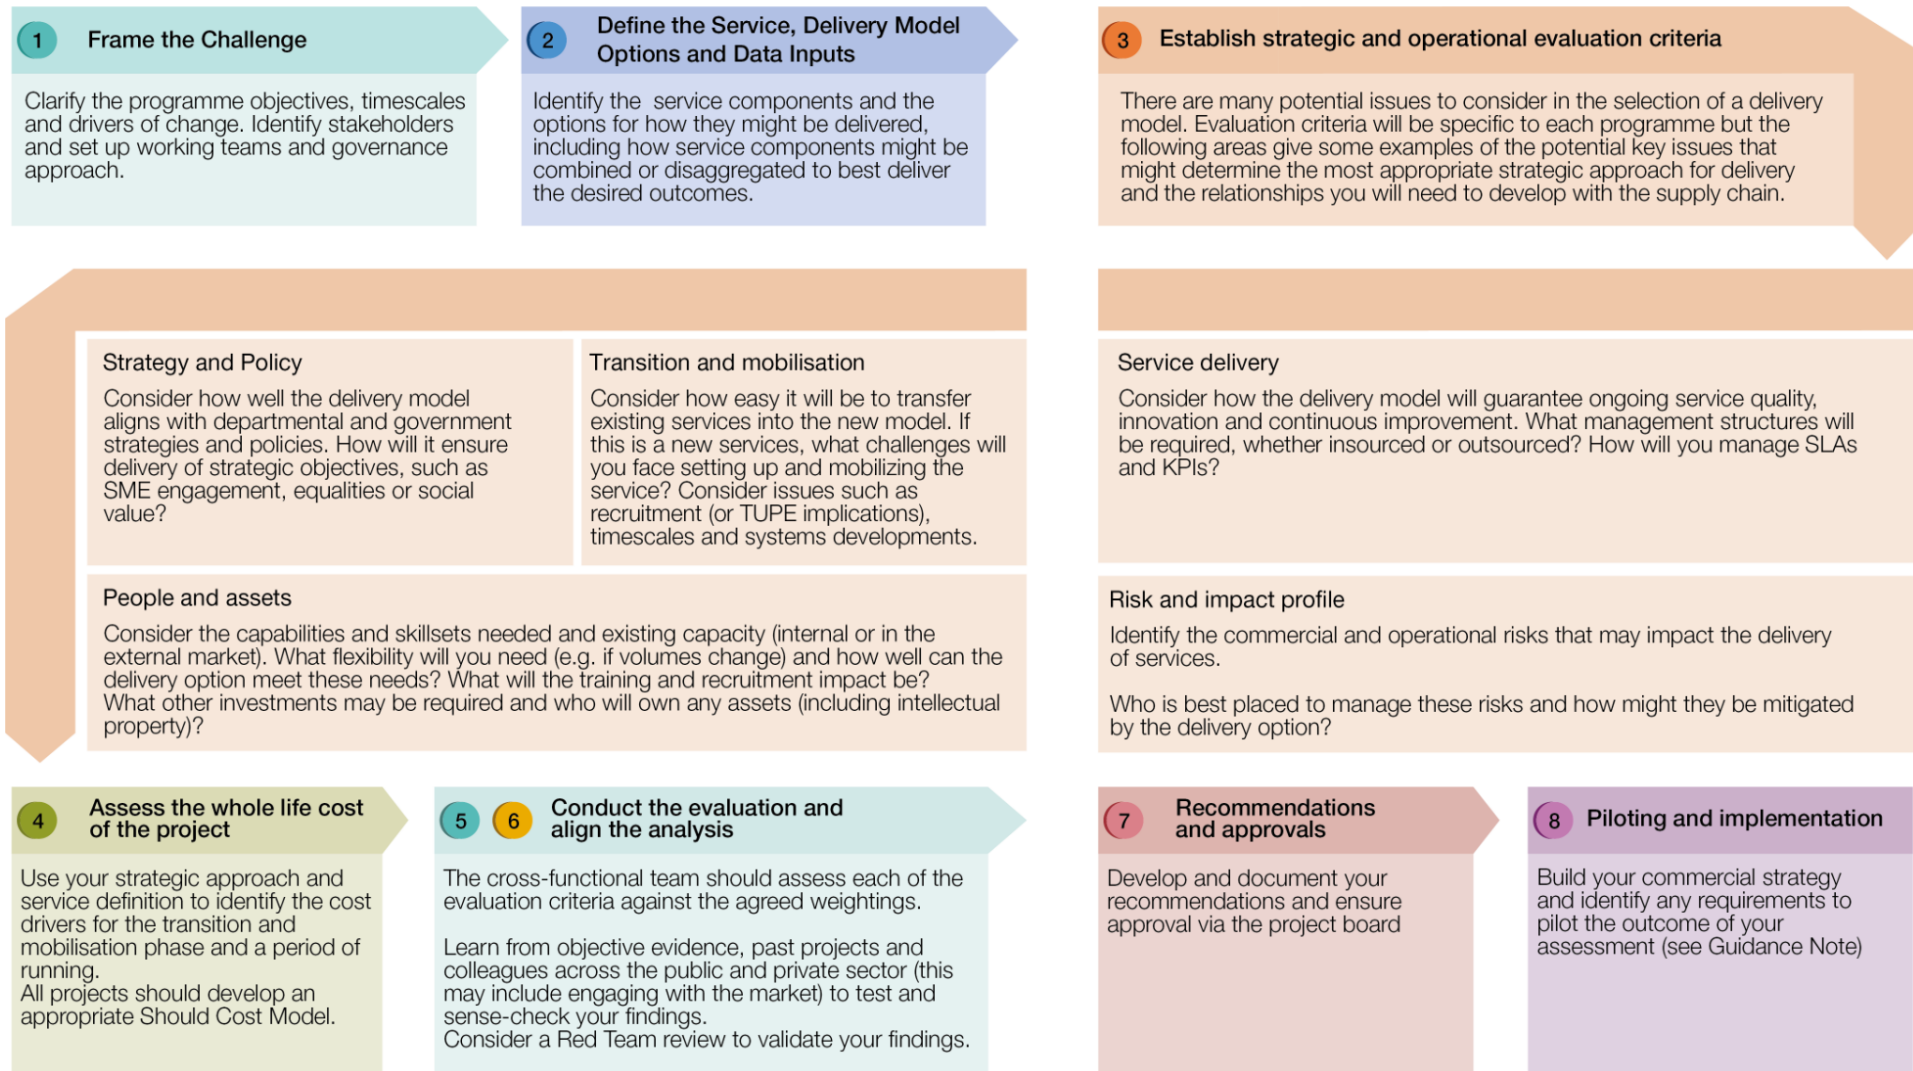 1
Frame the Challenge
Clarify the programme objectives, timescales
and drivers of change. Identify stakeholders
and set up working teams and governance
approach.
2
Define the Service, Delivery Model
Options and Data Inputs
Identify the  service components and the
options for how they might be delivered,
including how service components might be
combined or disaggregated to best deliver
the desired outcomes.
3
Establish strategic and operational evaluation criteria
There are many potential issues to consider in the selection of a delivery
model. Evaluation criteria will be specific to each programme but the
following areas give some examples of the potential key issues that
might determine the most appropriate strategic approach for delivery
and the relationships you will need to develop with the supply chain.
Strategy and Policy
Consider how well the delivery model
aligns with departmental and government
strategies and policies. How will it ensure
delivery of strategic objectives, such as
SME engagement, equalities or social
value?
Transition and mobilisation
Consider how easy it will be to transfer
existing services into the new model. If
this is a new services, what challenges will
you face setting up and mobilizing the
service? Consider issues such as
recruitment (or TUPE implications),
timescales and systems developments.
Service delivery
Consider how the delivery model will guarantee ongoing service quality,
innovation and continuous improvement. What management structures will
be required, whether insourced or outsourced? How will you manage SLAs
and KPIs?
People and assets
Consider the capabilities and skillsets needed and existing capacity (internal or in the
external market). What flexibility will you need (e.g. if volumes change) and how well can the
delivery option meet these needs? What will the training and recruitment impact be?
What other investments may be required and who will own any assets (including intellectual
property)?
Risk and impact profile
Identify the commercial and operational risks that may impact the delivery
of services.
Who is best placed to manage these risks and how might they be mitigated
by the delivery option?
4
Assess the whole life cost
of the project
Use your strategic approach and
service definition to identify the cost
drivers for the transition and
mobilisation phase and a period of
running.
All projects should develop an
appropriate Should Cost Model.
5 6
Conduct the evaluation and
align the analysis
The cross-functional team should assess each of the
evaluation criteria against the agreed weightings.
Learn from objective evidence, past projects and
colleagues across the public and private sector (this
may include engaging with the market) to test and
sense-check your findings.
Consider a Red Team review to validate your findings.
7
Recommendations
and approvals
Develop and document your
recommendations and ensure
approval via the project board
8
Piloting and implementation
Build your commercial strategy
and identify any requirements to
pilot the outcome of your
assessment (see Guidance Note)